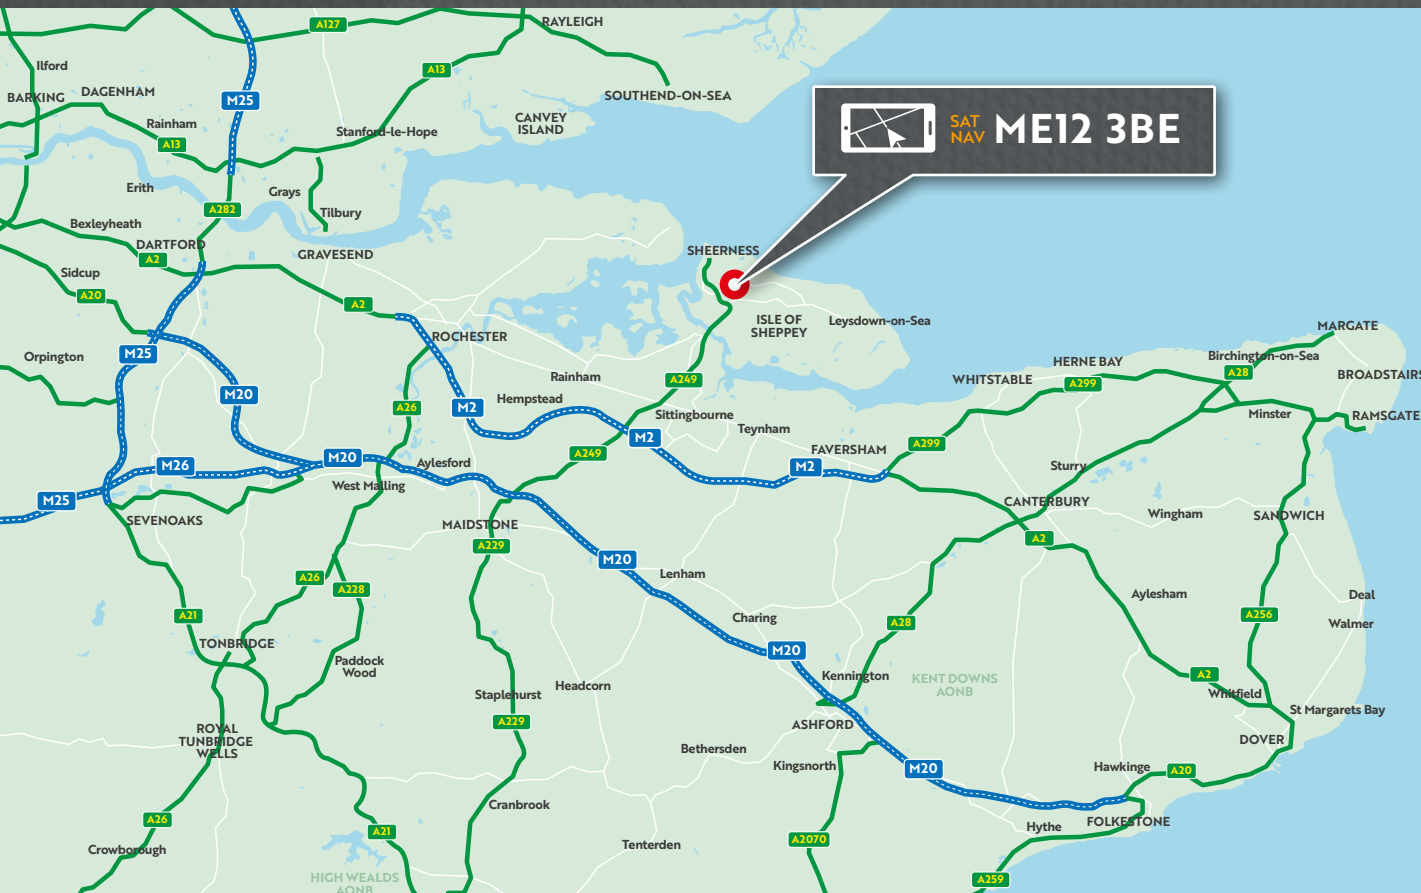 A127
RAYLEIGH
Ilford
A13
BARKING
DAGENHAM
M25
SOUTHEND-ON-SEA
CANVEY
ISLAND
Rainham
Stanford-le-Hope
A13
SAT
NAV
ME12 3BE
Erith
Grays
A282
Tilbury
Bexleyheath
DARTFORD
A2
GRAVESEND
SHEERNESS
Sidcup
A20
A2
ISLE OF
SHEPPEY
Leysdown-on-Sea
MARGATE
ROCHESTER
Orpington
M25
Birchington-on-Sea
HERNE BAY
A28
BROADSTAIRS
Rainham
A249
WHITSTABLE
A299
M20
Hempstead
A26
M2
Sittingbourne
Minster
RAMSGATE
Teynham
M2
A299
FAVERSHAM
A249
M20
Aylesford
M26
M2
Sturry
West Malling
M25
CANTERBURY
Wingham
SANDWICH
SEVENOAKS
MAIDSTONE
A229
A2
M20
Lenham
A26
A228
Aylesham
Deal
A21
Charing
A28
A256
Walmer
TONBRIDGE
M20
Paddock
Wood
Kennington
KENT DOWNS
AONB
A2
Whitfield
Headcorn
Staplehurst
St Margarets Bay
A229
ASHFORD
ROYAL
TUNBRIDGE
WELLS
DOVER
Bethersden
Kingsnorth
M20
Hawkinge
A20
Cranbrook
A26
A21
Hythe
FOLKESTONE
A2070
Tenterden
Crowborough
HIGH WEALDS
AONB
A259